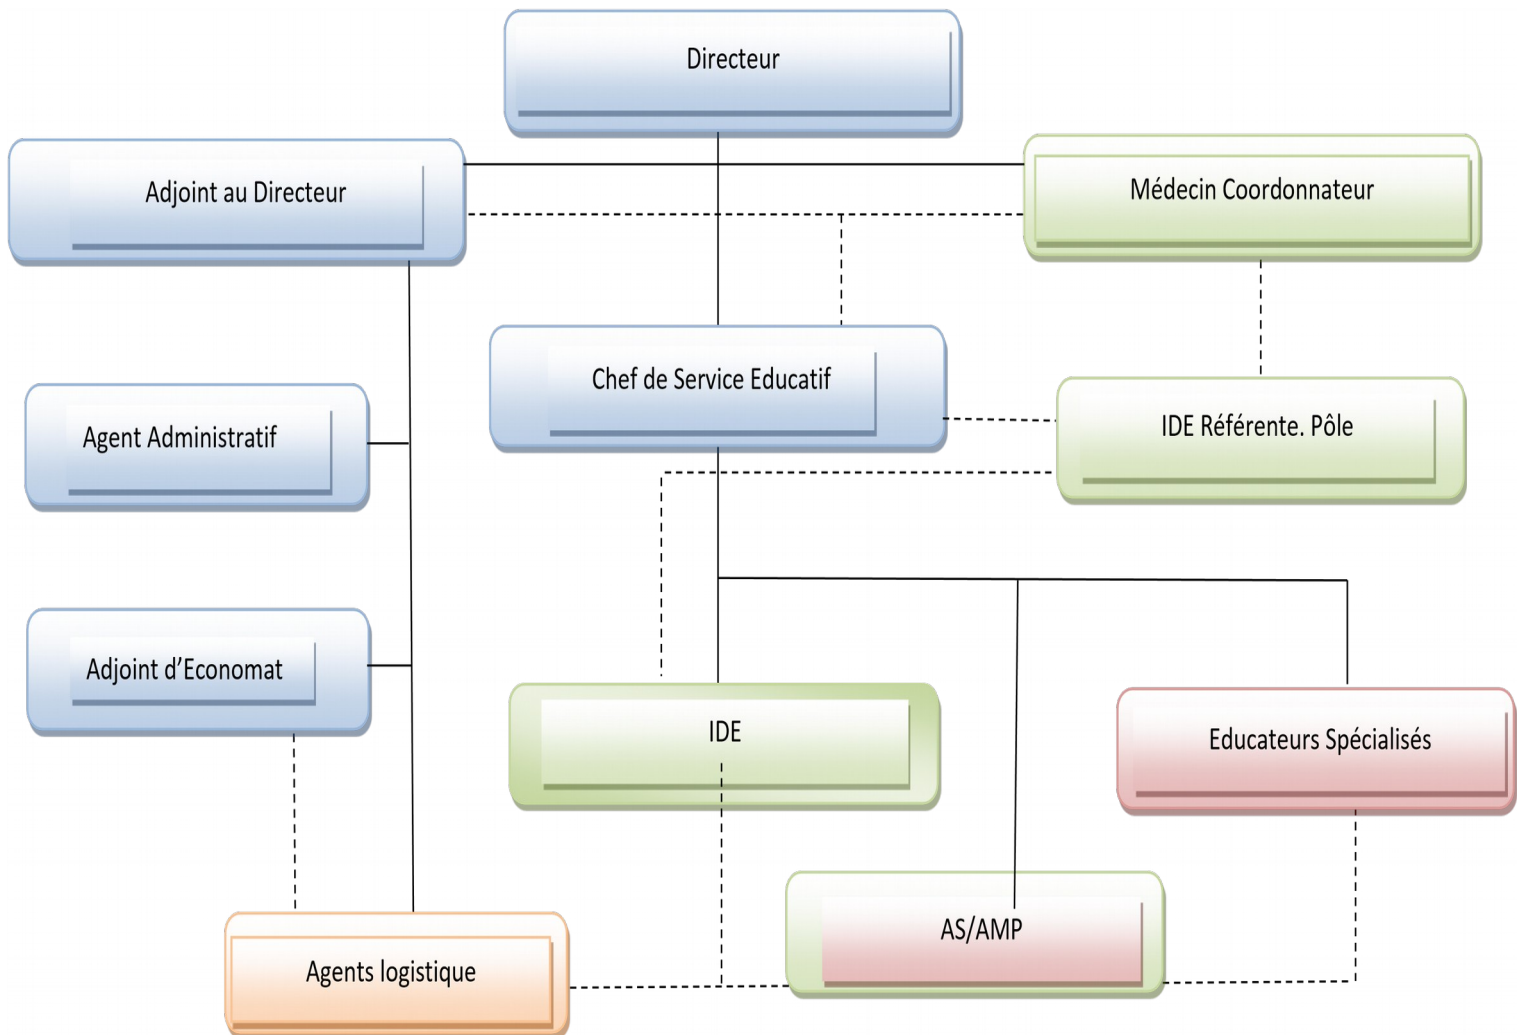 Directeur
Adjoint au Directeur
Médecin Coordonnateur
Chef de Service Educatif
Agent Administratif
IDE Référente. Pôle
Adjoint d’Economat
IDE
Educateurs Spécialisés
AS/AMP
Agents logistique